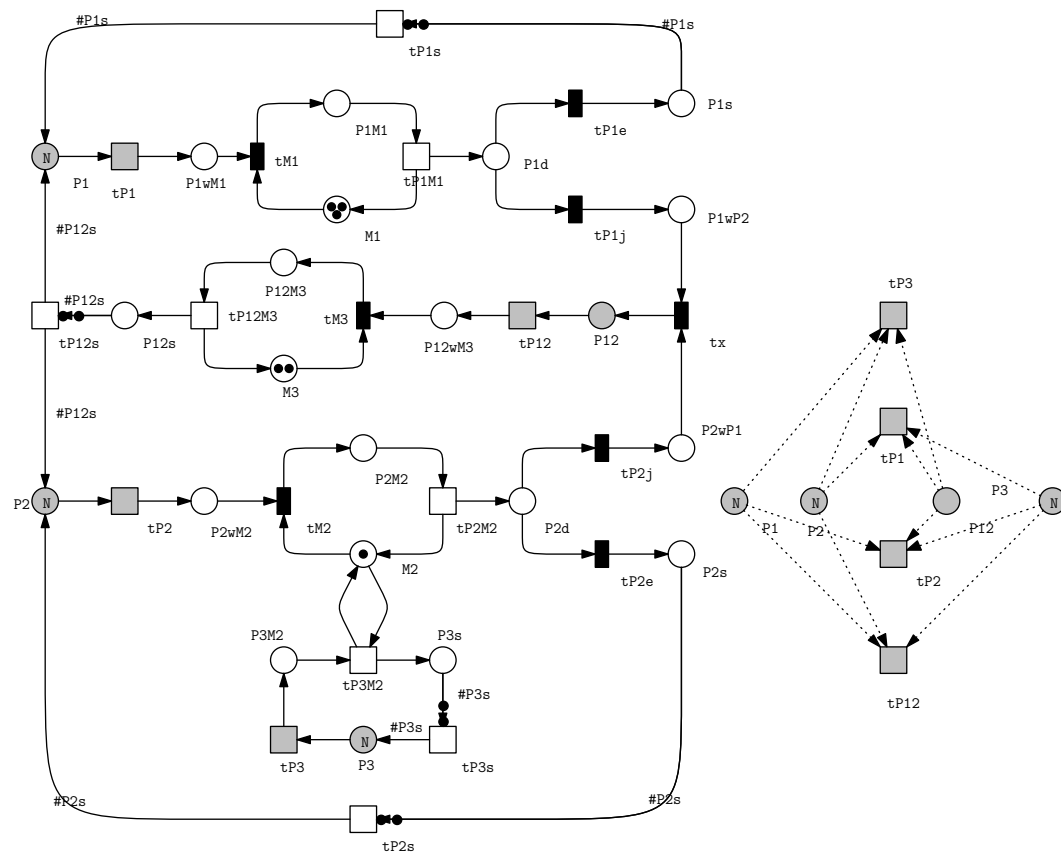 #P1s
#P1s
tP1s
P1M1
P1s
tP1e
tM1
P1d
N
P1
tP1
P1wM1
tP1M1
M1
tP1j
P1wP2
#P12s
P12M3
tP3
#P12s
tP12s
P12s
tP12M3
tM3
P12wM3
tP12
P12
tx
M3
#P12s
P2wP1
tP1
P2M2
tP2j
P2
N
tP2
P2wM2
tM2
tP2M2
P2d
N
P1
N
P2
P12
P3
N
M2
tP2e
P2s
tP2
P3M2
P3s
tP3M2
#P3s
tP12
#P3s
N
tP3
P3
tP3s
#P2s
#P2s
tP2s